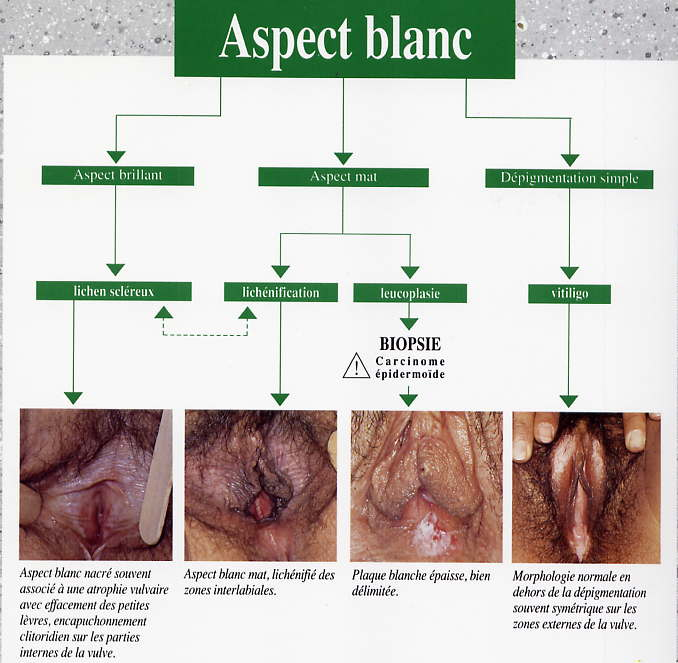 Aspect blanc
Aspect brillant
Aspect mat
Dépigmentation simple
lichen scléreux
lichénification
leucoplasie
vitiligo
BIOPSIE
!
Carcinome
épidermoïde
Aspect blanc nacré souvent
associé à une atrophie vulvaire
avec effacement des petites
lèvres, encapuchonnement
clitoridien sur les parties
internes de la vulve.
Aspect blanc mat, lichénifié des
zones interlabiales.
Plaque blanche épaisse, bien
délimitée.
Morphologie normale en
dehors de la dépigmentation
souvent symétrique sur les
zones externes de la vulve.